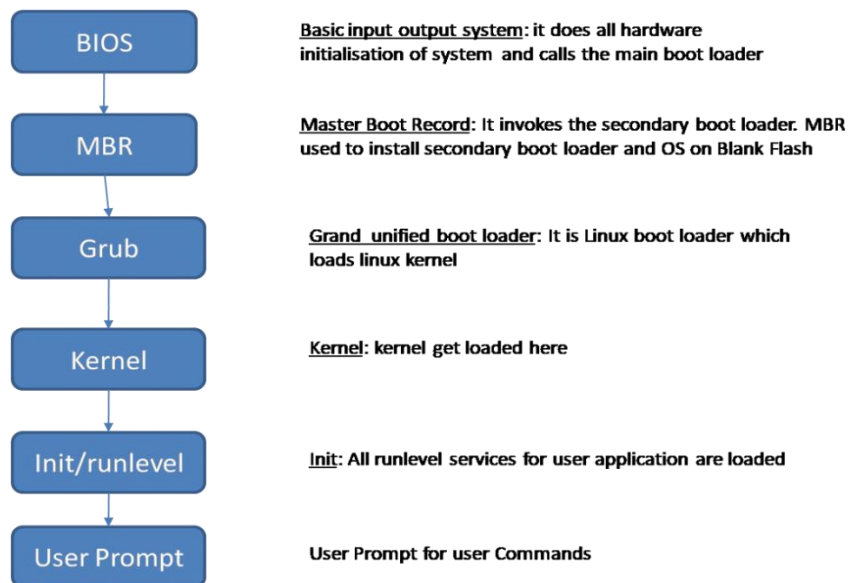 BIOS
Basic input output system: it does all hardware
initialisation of system and calls the main boot loader
MBR
Master Boot Record: It invokes the secondary boot loader. MBR
used to install secondary boot loader and OS on Blank Flash
Grub
Grand unified boot loader: It is Linux boot loader which
loads linux kernel
Kernel
Kernel: kernel get loaded here
Init/runlevel
Init: All runlevel services for user application are loaded
User Prompt
User Prompt for user Commands